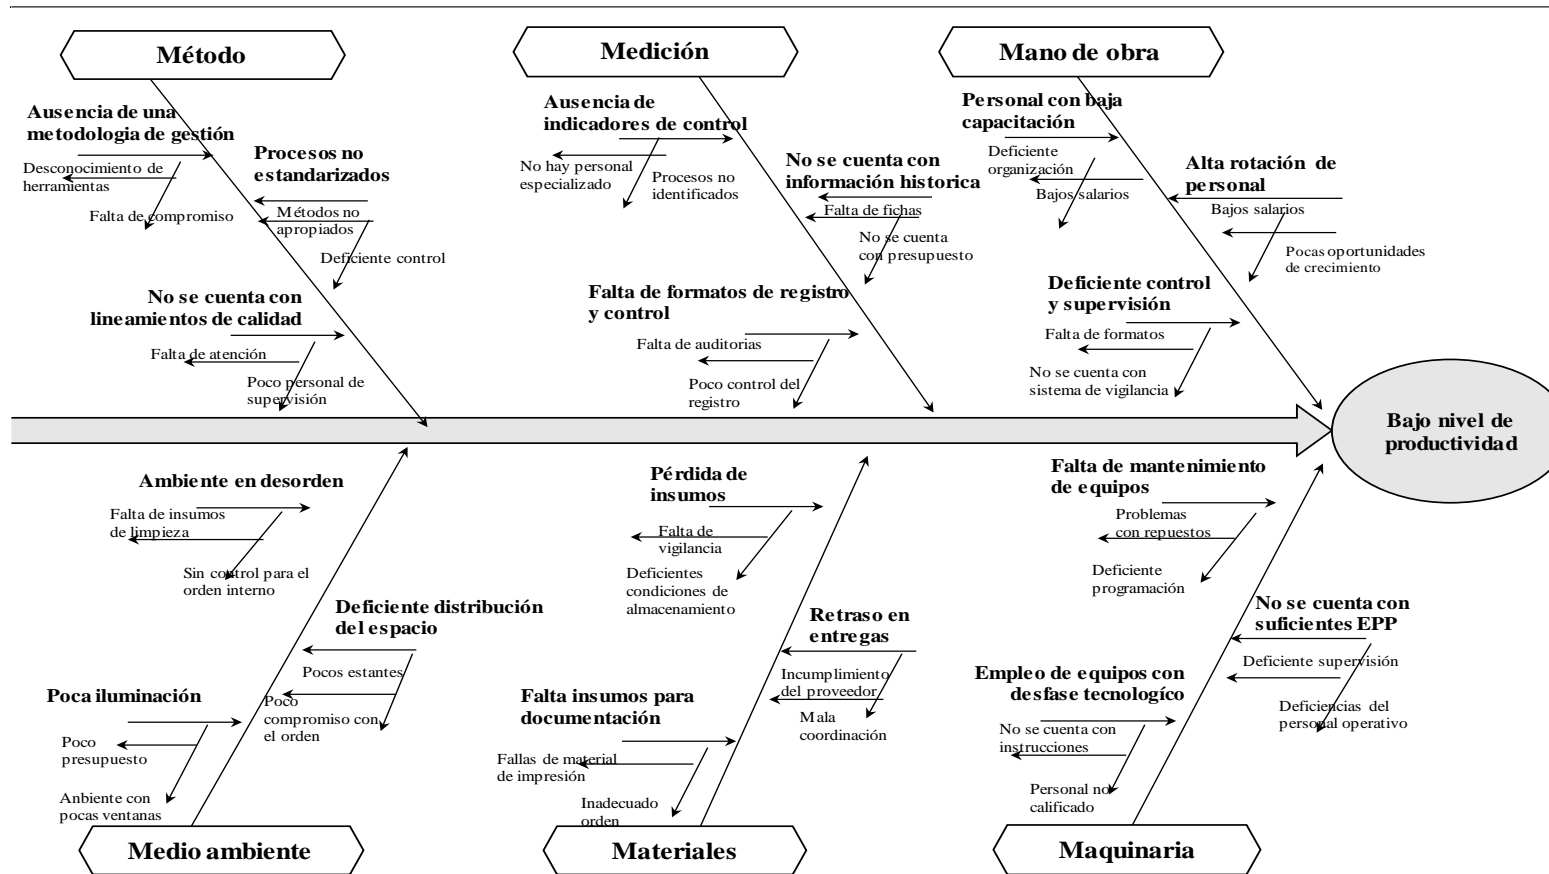 Método
Ausencia de una
metodologia de gestión
Desconocimiento de
herramientas
Falta de compromiso
Procesos no
estandarizados
Métodos no
apropiados
Deficiente control
No se cuenta con
lineamientos de calidad
Falta de atención
Poco personal de
supervisión
Medición
Ausencia de
indicadores de control
No hay personal
especializado
Procesos no
identificados
No se cuenta con
información historica
Falta de fichas
No se cuenta
con presupuesto
Falta de formatos de registro
y control
Falta de auditorias
Poco control del
registro
Mano de obra
Personal con baja
capacitación
Deficiente
organización
Bajos salarios
Alta rotación de
personal
Bajos salarios
Pocas oportunidades
de crecimiento
Deficiente control
y supervisión
Falta de formatos
No se cuenta con
sistema de vigilancia
Bajo nivel de
productividad
Ambiente en desorden
Falta de insumos
de limpieza
Sin control para el
orden interno
Deficiente distribución
del espacio
Pocos estantes
Poco
compromiso con
el orden
Poca iluminación
Poco
presupuesto
Anbiente con
pocas ventanas
Medio ambiente
Pérdida de
insumos
Falta de
vigilancia
Deficientes
condiciones de
almacenamiento
Retraso en
entregas
Incumplimiento
del proveedor
Mala
coordinación
Falta insumos para
documentación
Fallas de material
de impresión
Inadecuado
orden
Materiales
Falta de mantenimiento
de equipos
Problemas
con repuestos
Deficiente
programación
No se cuenta con
suficientes EPP
Deficiente supervisión
Deficiencias del
personal operativo
Empleo de equipos con
desfase tecnologíco
No se cuenta con
instrucciones
Personal no
calificado
Maquinaria